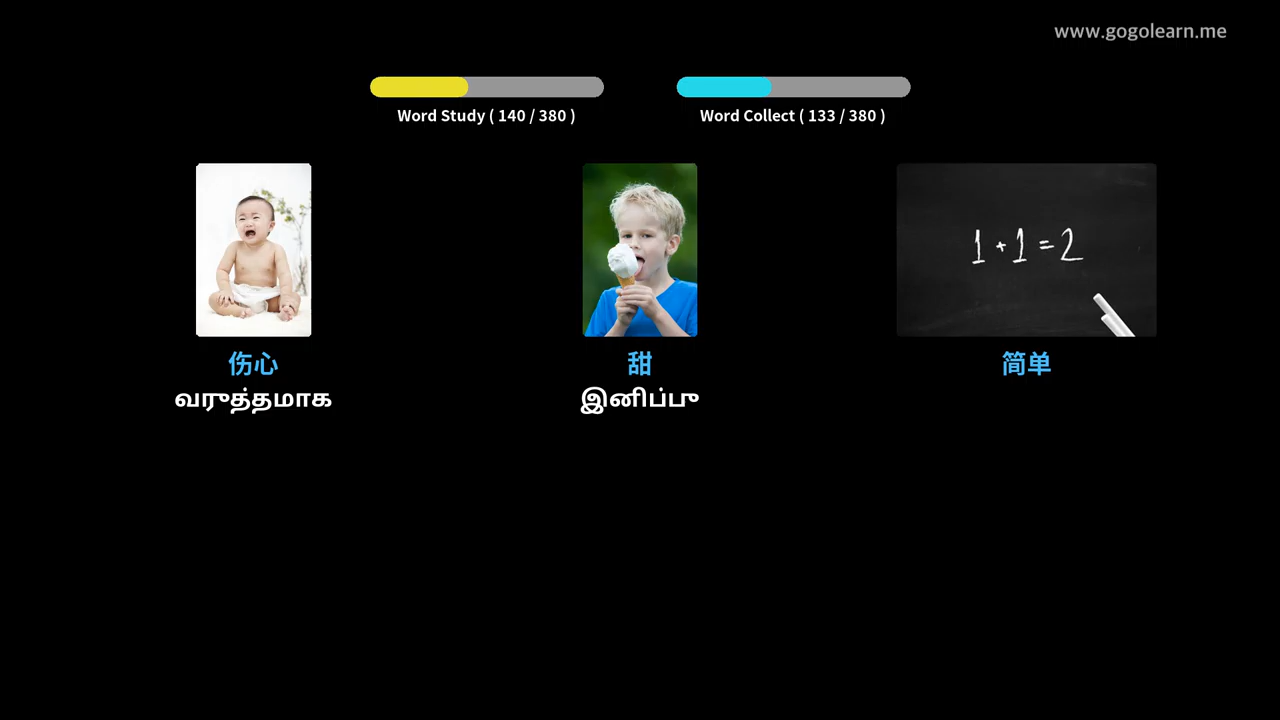 www.gogolearn.me
Word Study ( 140 / 380 )
Word Collect ( 133 / 380 )
1 + 1 = 2
伤心
甜
简单
வருத்தமாக
இனிப்பு